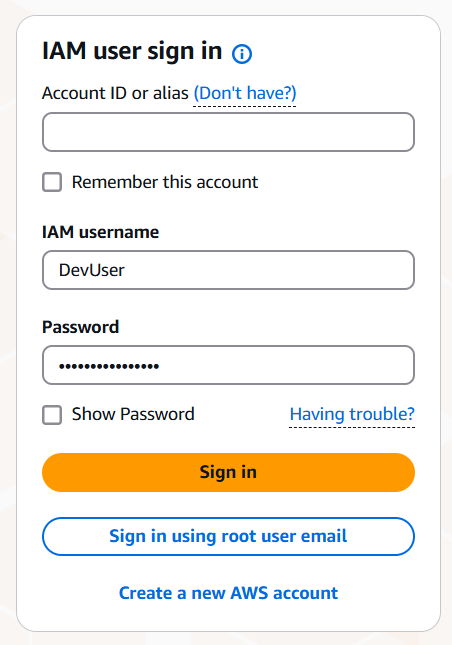 IAM user sign in
Account ID or alias (Don't have?)
Remember this account
IAM username
DevUser
Password
••••••••••••••••
Show Password Having trouble?
Sign in
Sign in using root user email
Create a new AWS account